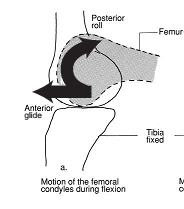 Posterior
roll
Femur
Anterior
glide
Tibia
fixed
a.
Motion of the femoral
condyles during flexion